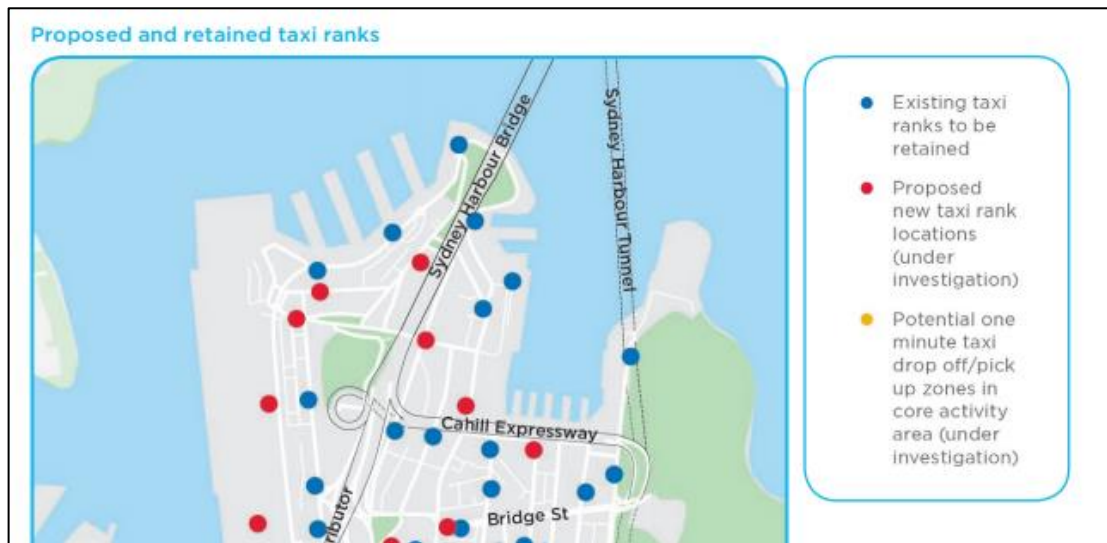 Proposed and retained taxi ranks
Sydney Harbour Bridge
Sydney Harbour Tunnel
Cahill Expressway
Bridge St
ributor
Existing taxi
ranks to be
retained
Proposed
new taxi rank
locations
(under
investigation)
Potential one
minute taxi
drop off/pick
up zones in
core activity
area (under
investigation)